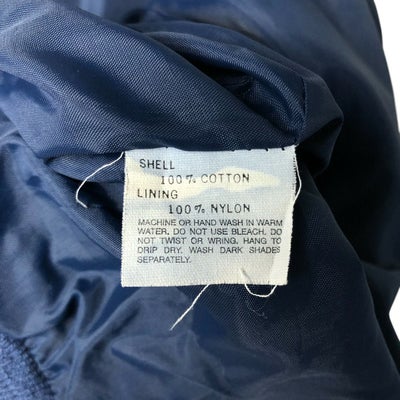 SHELL
100% COTTON
LINING
100% NYLON
MACHINE OR HAND WASH IN WARM
WATER. DO NOT USE BLEACH. DO
NOT TWIST OR WRING. HANG TO
DRIP DRY. WASH DARK SHADES
SEPARATELY.